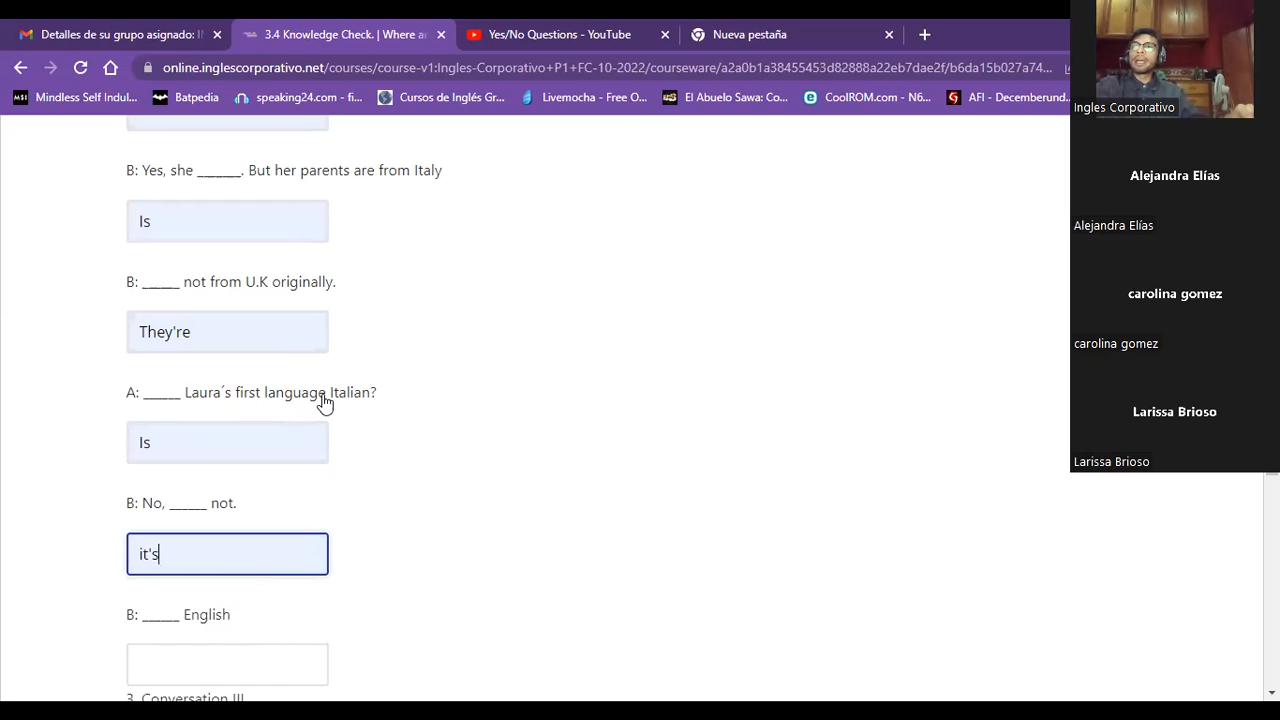 Detalles de su grupo asignado: I
3.4 Knowledge Check. | Where a
Yes/No Questions - YouTube
Nueva pestaña
online.inglescorporativo.net/courses/course-v1Ingles-Corporativo+P1+FC-10-2022/courseware/a2a0b1a38455453d82888a22eb7dae2f/b6da15b027a74...
Mindless Self Indul...
Batpedia
speaking24.com - fi...
Cursos de Inglés Gr...
Livemocha - Free O...
El Abuelo Sawa: Co...
CoolROM.com - N6...
AFI - Decemberund...
Ingles Corporativo
B: Yes, she ______. But her parents are from Italy
Is
B: _____ not from U.K originally.
They're
A: _____ Laura´s first language Italian?
Is
B: No, _____ not.
it's
B: _____ English
3. Conversation III
Alejandra Elías
Alejandra Elías
carolina gomez
carolina gomez
Larissa Brioso
Larissa Brioso